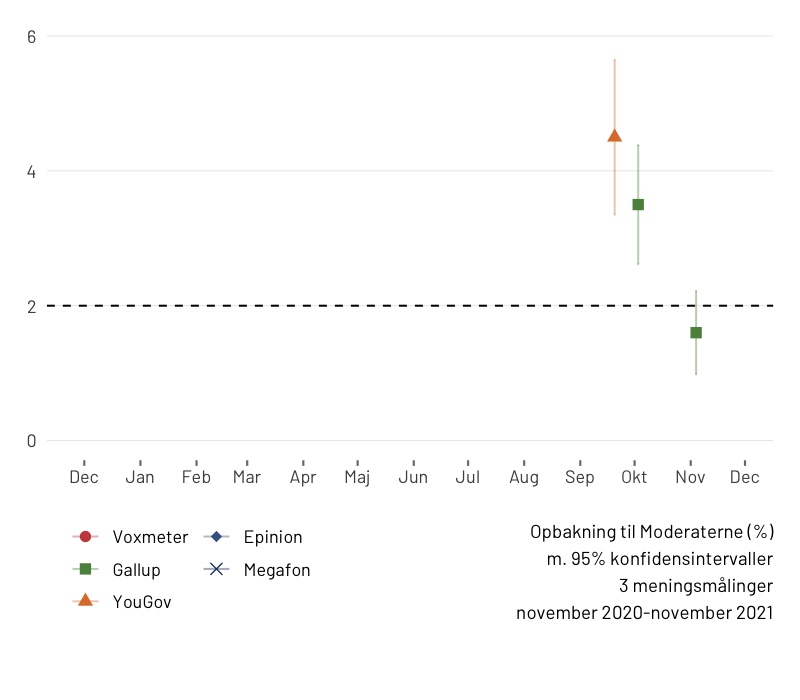 6
4
2
0
Dec Jan Feb Mar Apr Maj Jun Jul Aug Sep Okt Nov Dec
Voxmeter Epinion
Gallup Megafon
YouGov
Opbakning til Moderaterne (%)
m. 95% konfidensintervaller
3 meningsmålinger
november 2020-november 2021